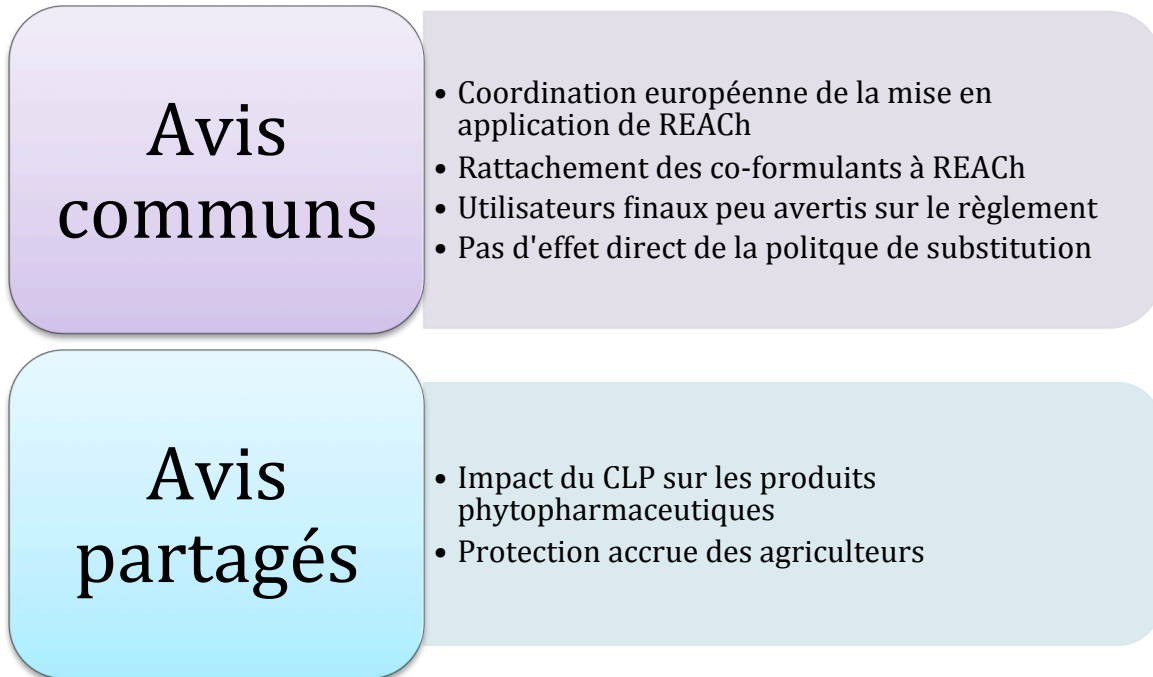 Avis
communs
• Coordination européenne de la mise en
application de REACh
• Rattachement des co-formulants à REACh
• Utilisateurs finaux peu avertis sur le règlement
• Pas d'effet direct de la politque de substitution
Avis
partagés
• Impact du CLP sur les produits
phytopharmaceutiques
• Protection accrue des agriculteurs